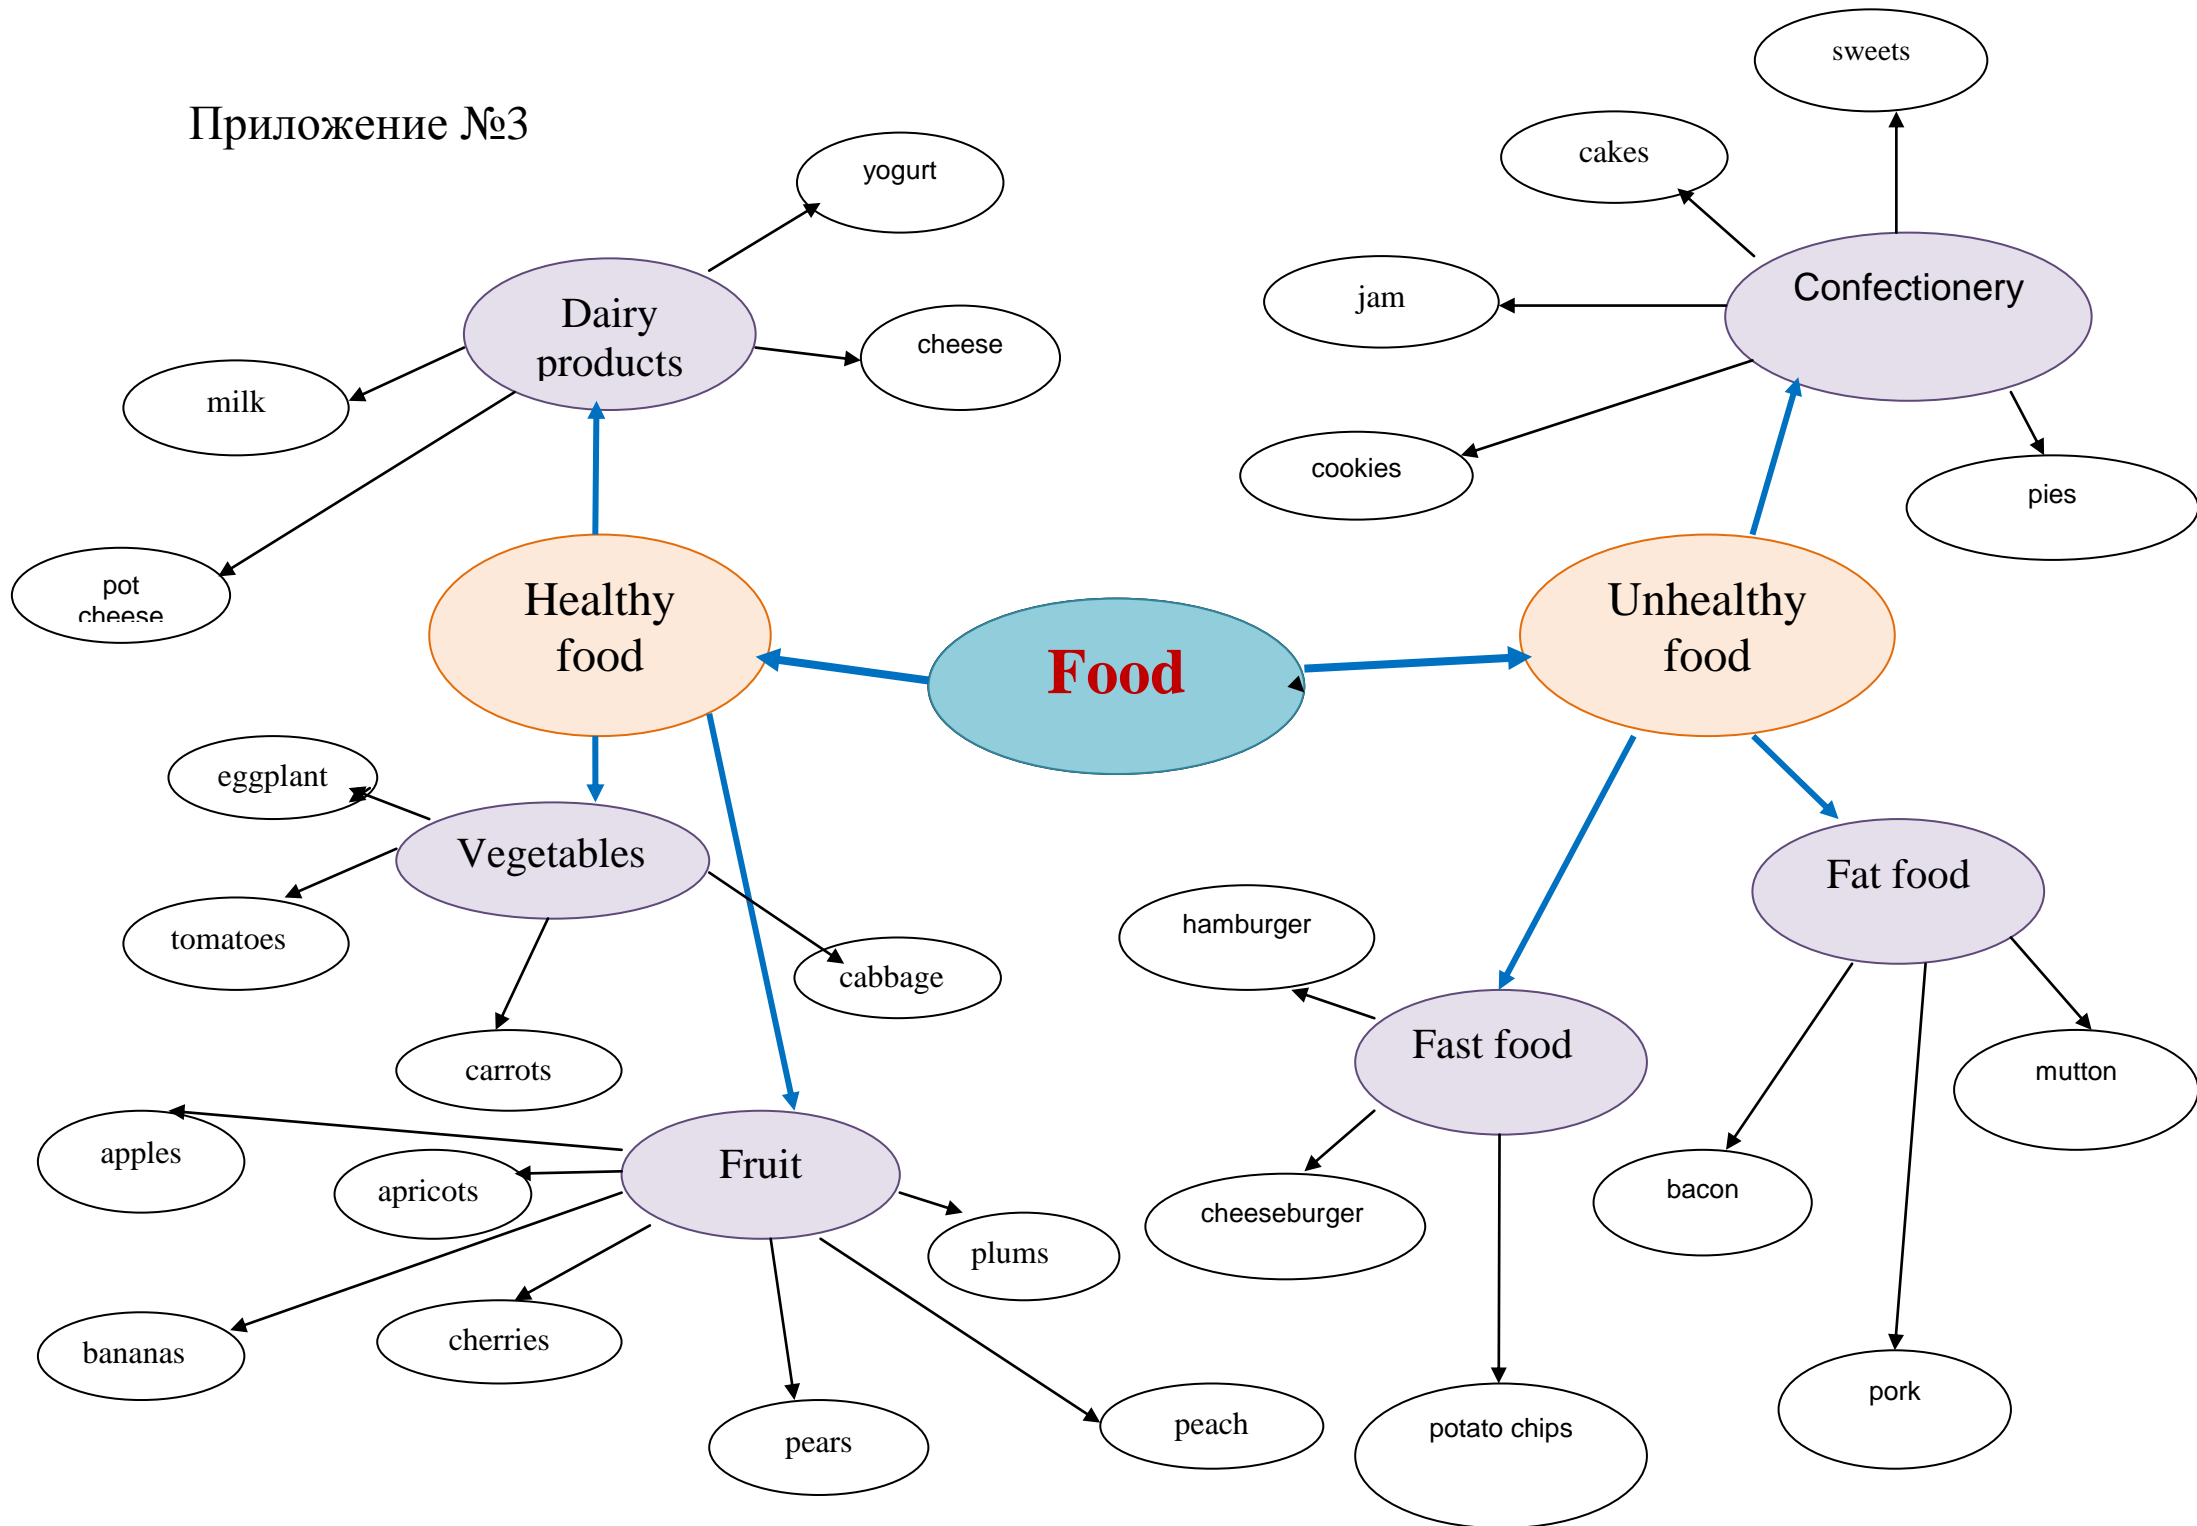 Приложение №3
sweets
cakes
yogurt
Confectionery
jam
Dairy
products
cheese
milk
cookies
pies
pot
cheese
Healthy
food
Food
Unhealthy
food
eggplant
Vegetables
tomatoes
cabbage
carrots
hamburger
Fat food
Fast food
mutton
apples
apricots
Fruit
plums
cheeseburger
bacon
bananas
cherries
pears
peach
potato chips
pork